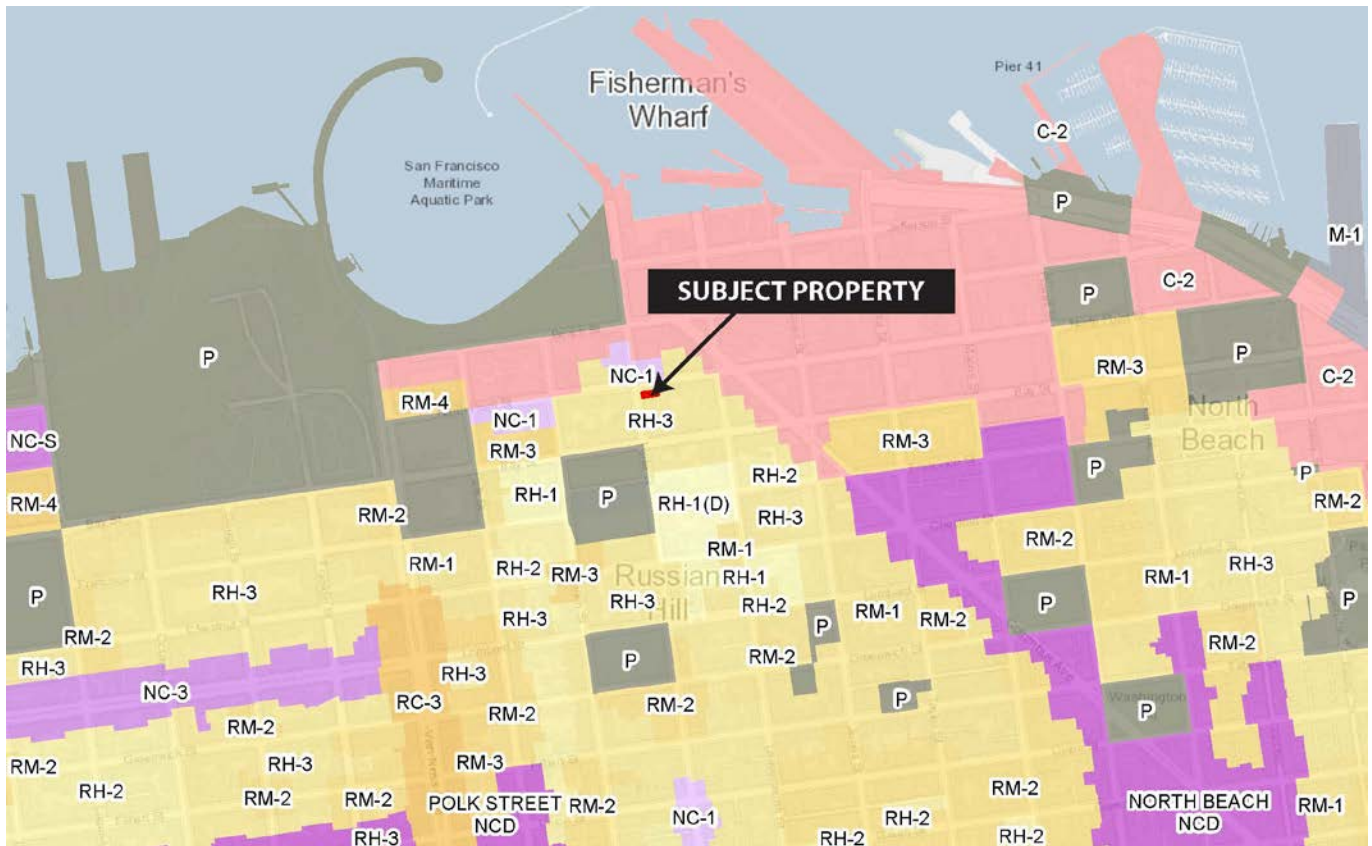 Fisherman's
Wharf
Pier 41
C-2
San Francisco
Maritime
Aquatic Park
P
M-1
SUBJECT PROPERTY
P
C-2
P
NC-1
RM-3
P
C-2
RM-4
NC-1
RH-3
North
Beach
NC-S
RM-3
RM-3
P
RH-2
RM-4
RH-1
P
RH-1(D)
P
RM-2
RM-2
RH-3
RM-2
RM-1
RM-1
RH-2
RM-3
Russian
Hill
RH-1
RM-1
RH-3
P
RH-3
P
P
RH-3
RH-2
RM-1
RM-2
RM-2
RH-3
P
RM-2
RM-2
RH-3
P
RH-3
NC-3
RC-3
RM-2
RM-2
P
Washington
P
RM-2
RM-2
RH-3
RM-3
RH-2
RM-2
RM-2
POLK STREET
NCD
RM-2
NC-1
RM-2
RH-2
NORTH BEACH
NCD
RM-1
RH-3
RH-2
RH-2